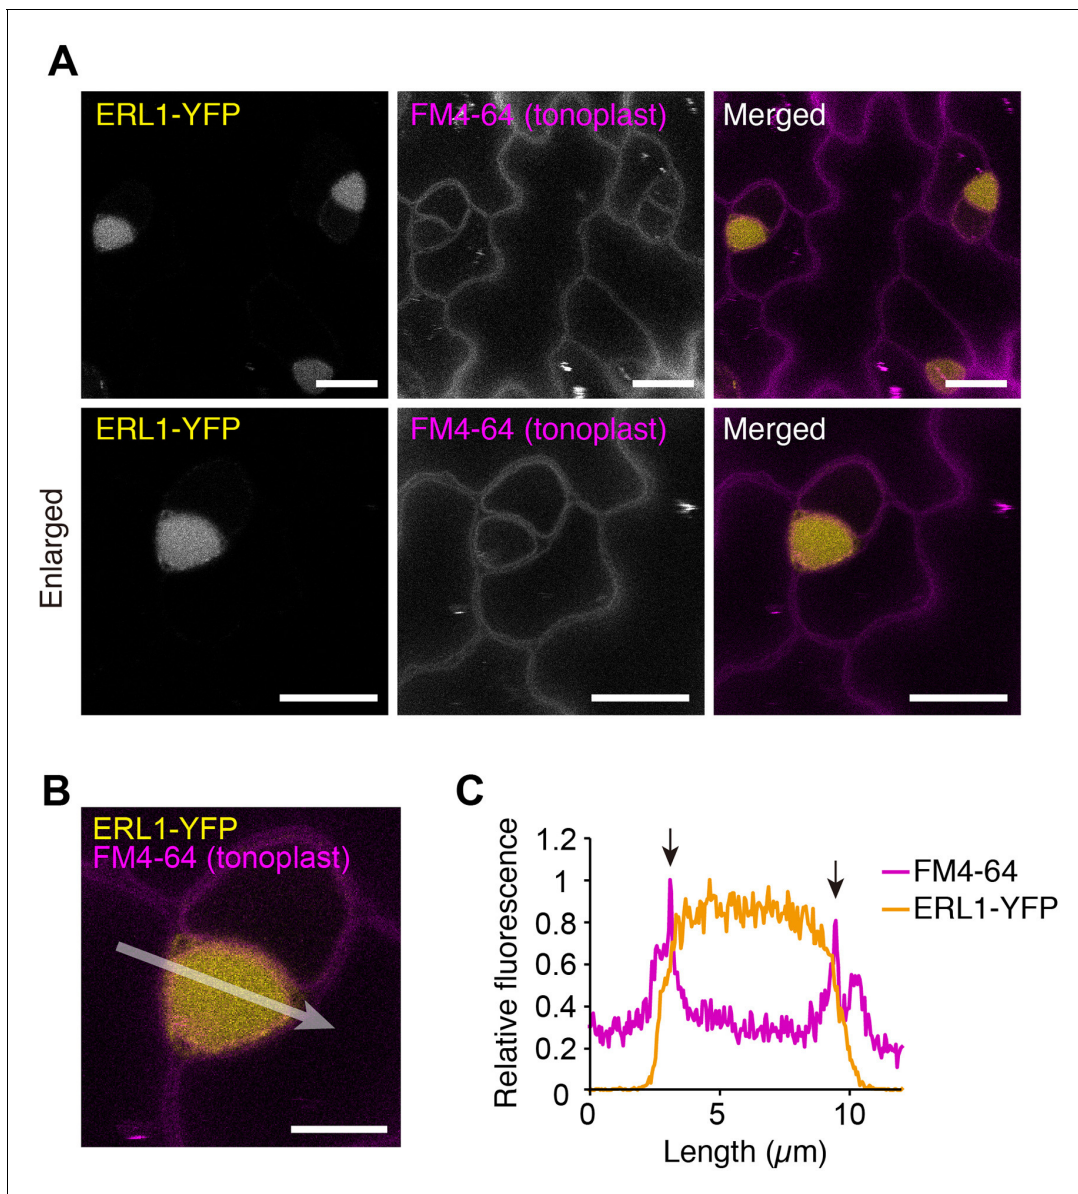 A
ERL1-YFP
FM4-64 (tonoplast)
Merged
Enlarged
ERL1-YFP
FM4-64 (tonoplast)
Merged
B
ERL1-YFP
FM4-64 (tonoplast)
C
Relative fluorescence
1.2
1
0.8
0.6
0.4
0.2
0
0 5 10
Length (µm)
FM4-64
ERL1-YFP